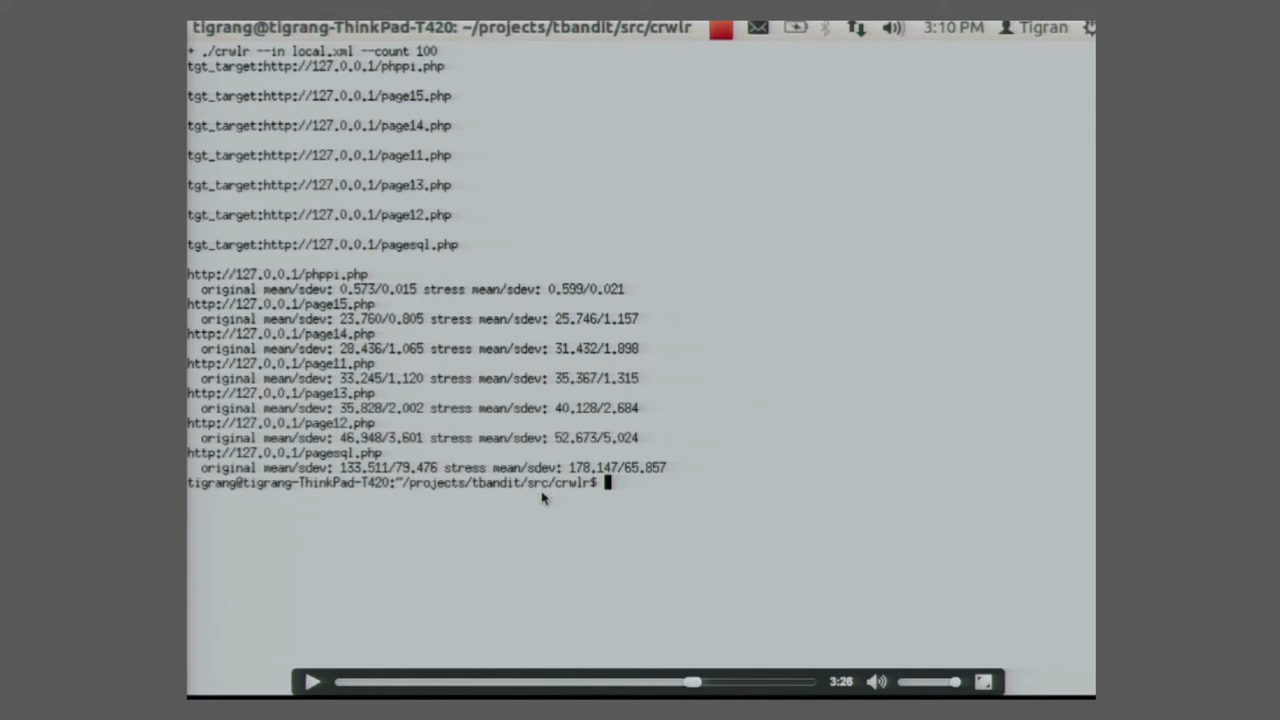 tigrang@tigrang-ThinkPad-T420: ~/projects/tbandit/src/crwlr 3:10 PM Tigran
+ ./crwlr --in local.xml --count 100
tgt_target:http://127.0.0.1/phppi.php
tgt_target:http://127.0.0.1/page15.php
tgt_target:http://127.0.0.1/page14.php
tgt_target:http://127.0.0.1/page11.php
tgt_target:http://127.0.0.1/page13.php
tgt_target:http://127.0.0.1/page12.php
tgt_target:http://127.0.0.1/pagesql.php
http://127.0.0.1/phppi.php
original mean/sdev: 0.573/0.015 stress mean/sdev: 0.599/0.021
http://127.0.0.1/page15.php
original mean/sdev: 23.760/0.805 stress mean/sdev: 25.746/1.157
http://127.0.0.1/page14.php
original mean/sdev: 28.436/1.065 stress mean/sdev: 31.432/1.898
http://127.0.0.1/page11.php
original mean/sdev: 33.245/1.120 stress mean/sdev: 35.367/1.315
http://127.0.0.1/page13.php
original mean/sdev: 35.828/2.002 stress mean/sdev: 40.128/2.684
http://127.0.0.1/page12.php
original mean/sdev: 46.948/3.601 stress mean/sdev: 52.673/5.024
http://127.0.0.1/pagesql.php
original mean/sdev: 133.511/79.476 stress mean/sdev: 178.147/65.857
tigrang@tigrang-ThinkPad-T420:~/projects/tbandit/src/crwlr$
3:26